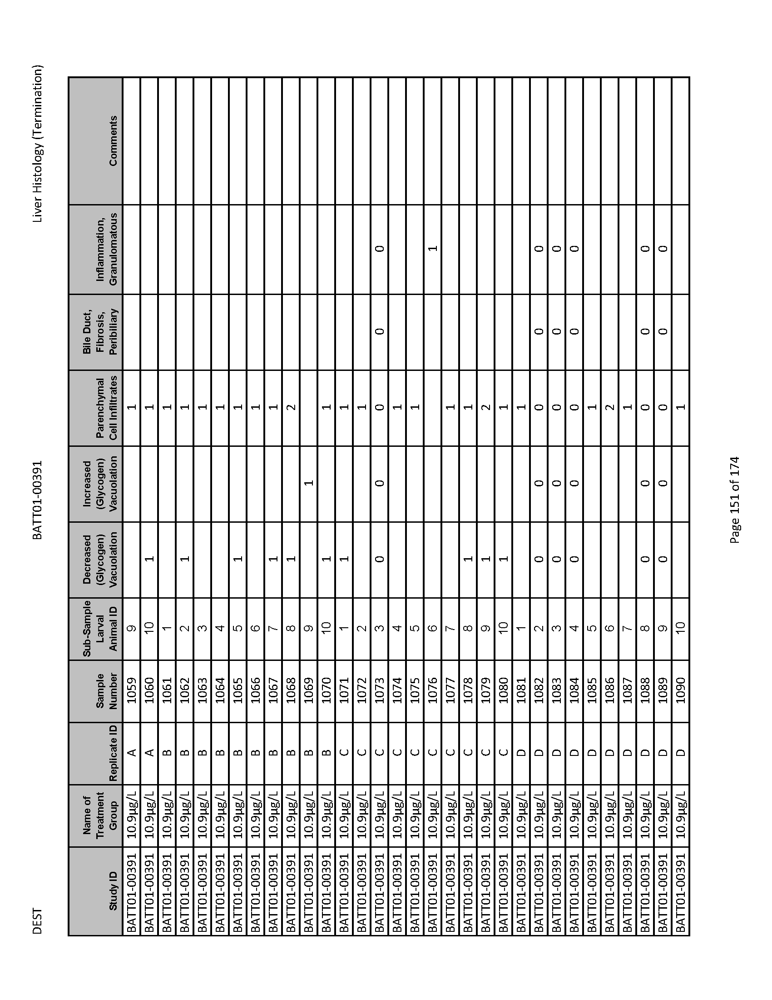 DEST BATT01-00391 Liver Histology (Termination)
Study ID Name of Treatment Group Replicate ID Sample Number Sub-Sample Larval Animal ID Decreased (Glycogen) Vacuolation Increased (Glycogen) Vacuolation Parenchymal Cell Infiltrates Bile Duct, Fibrosis, Peribiliary Inflammation, Granulomatous Comments
BATT01-00391 10.9µg/L A 1059 9 1
BATT01-00391 10.9µg/L A 1060 10 1 1
BATT01-00391 10.9µg/L B 1061 1 1
BATT01-00391 10.9µg/L B 1062 2 1 1
BATT01-00391 10.9µg/L B 1063 3 1
BATT01-00391 10.9µg/L B 1064 4 1
BATT01-00391 10.9µg/L B 1065 5 1 1
BATT01-00391 10.9µg/L B 1066 6 1
BATT01-00391 10.9µg/L B 1067 7 1 1
BATT01-00391 10.9µg/L B 1068 8 1 2
BATT01-00391 10.9µg/L B 1069 9 1
BATT01-00391 10.9µg/L B 1070 10 1 1
BATT01-00391 10.9µg/L C 1071 1 1 1
BATT01-00391 10.9µg/L C 1072 2 1
BATT01-00391 10.9µg/L C 1073 3 0 0 0 0 0
BATT01-00391 10.9µg/L C 1074 4 1
BATT01-00391 10.9µg/L C 1075 5 1
BATT01-00391 10.9µg/L C 1076 6 1
BATT01-00391 10.9µg/L C 1077 7 1
BATT01-00391 10.9µg/L C 1078 8 1 1
BATT01-00391 10.9µg/L C 1079 9 1 2
BATT01-00391 10.9µg/L C 1080 10 1 1
BATT01-00391 10.9µg/L D 1081 1 1
BATT01-00391 10.9µg/L D 1082 2 0 0 0 0 0
BATT01-00391 10.9µg/L D 1083 3 0 0 0 0 0
BATT01-00391 10.9µg/L D 1084 4 0 0 0 0 0
BATT01-00391 10.9µg/L D 1085 5 1
BATT01-00391 10.9µg/L D 1086 6 2
BATT01-00391 10.9µg/L D 1087 7 1
BATT01-00391 10.9µg/L D 1088 8 0 0 0 0 0
BATT01-00391 10.9µg/L D 1089 9 0 0 0 0 0
BATT01-00391 10.9µg/L D 1090 10 1
Page 151 of 174